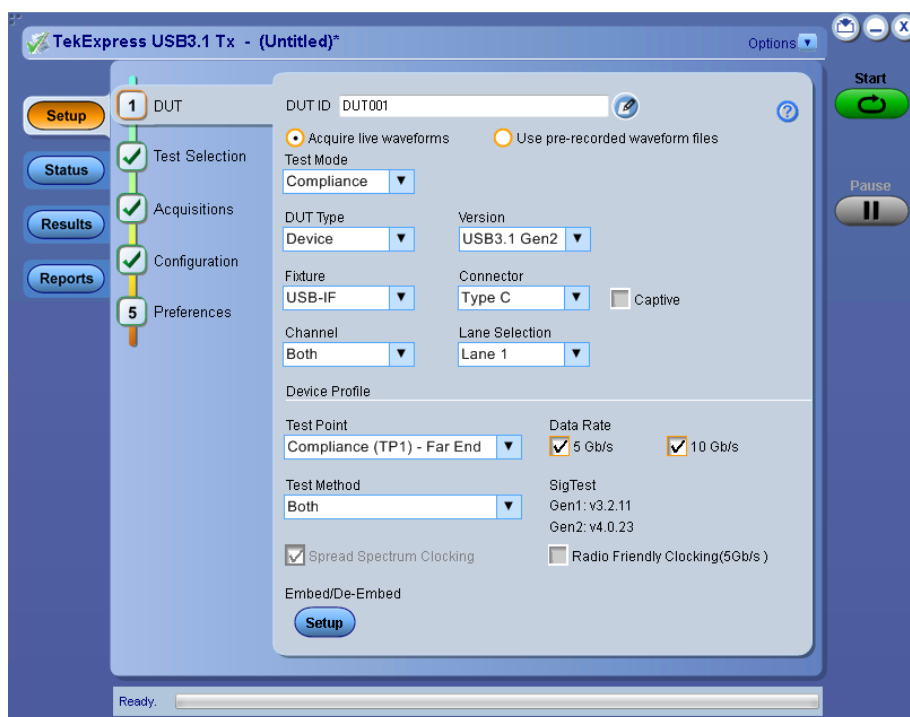 TekExpress USB3.1 Tx - (Untitled)*
Options
Start
Pause
Setup
Status
Results
Reports
1 DUT
Test Selection
Acquisitions
Configuration
5 Preferences
DUT ID DUT001
Acquire live waveforms Use pre-recorded waveform files
Test Mode
Compliance
DUT Type Version
Device USB3.1 Gen2
Fixture Connector
USB-IF Type C Captive
Channel Lane Selection
Both Lane 1
Device Profile
Test Point Data Rate
Compliance (TP1) - Far End 5 Gb/s 10 Gb/s
Test Method SigTest
Both Gen1: v3.2.11
Gen2: v4.0.23
Spread Spectrum Clocking Radio Friendly Clocking(5Gb/s )
Embed/De-Embed
Setup
Ready.